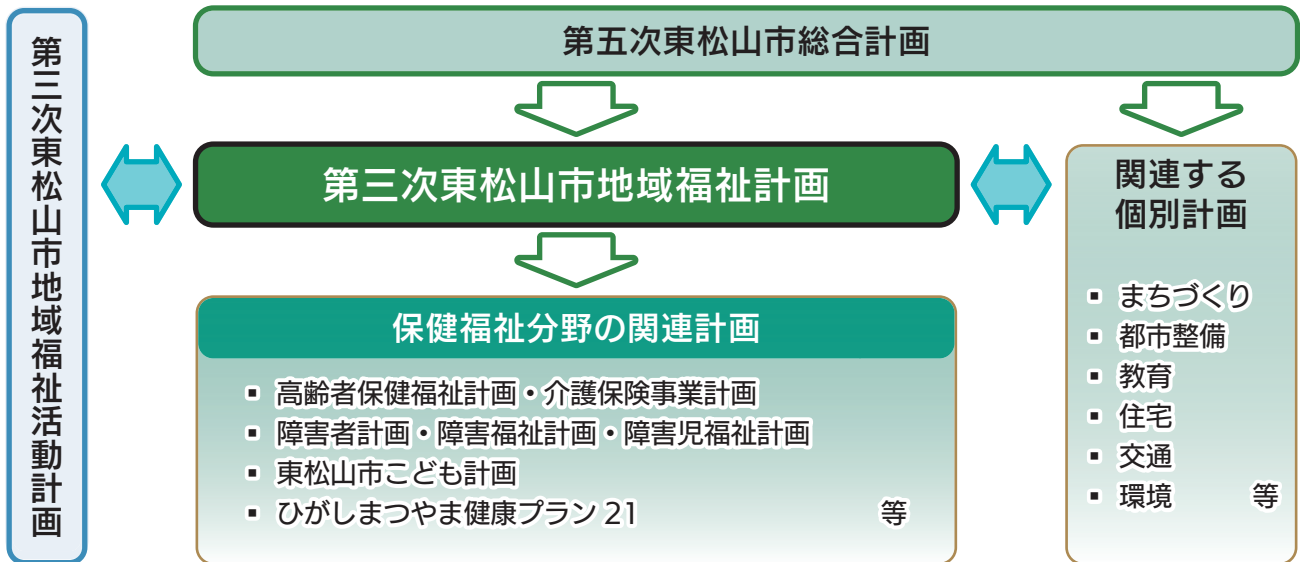 第三次東松山市地域福祉活動計画
第五次東松山市総合計画
第三次東松山市地域福祉計画
保健福祉分野の関連計画
▪ 高齢者保健福祉計画・介護保険事業計画
▪ 障害者計画・障害福祉計画・障害児福祉計画
▪ 東松山市こども計画
▪ ひがしまつやま健康プラン 21 等
関連する
個別計画
▪ まちづくり
▪ 都市整備
▪ 教育
▪ 住宅
▪ 交通
▪ 環境 等